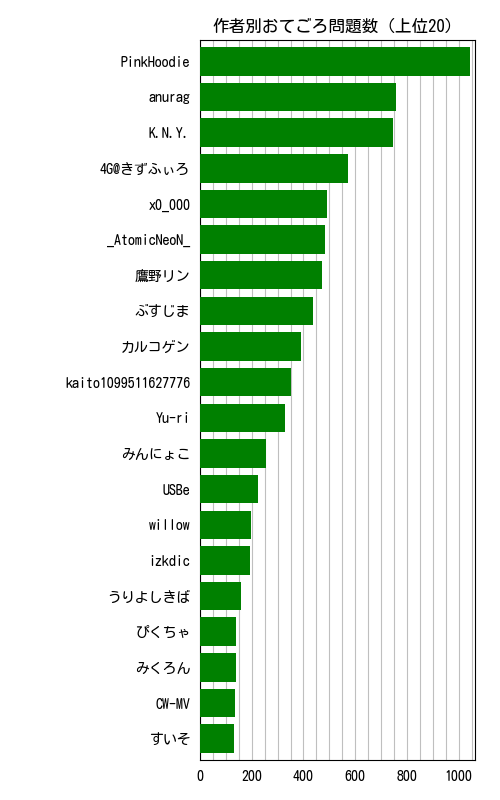 作者別おてごろ問題数（上位20）
PinkHoodie
anurag
K.N.Y.
4G@きずふぃろ
x0_000
_AtomicNeoN_
鷹野リン
ぶすじま
カルコゲン
kaito1099511627776
Yu-ri
みんにょこ
USBe
willow
izkdic
うりよしきば
ぴくちゃ
みくろん
CW-MV
すいそ
0 200 400 600 800 1000